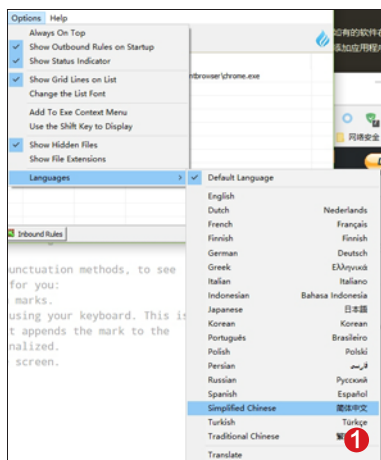 Options Help
Always On Top
Show Outbound Rules on Startup
Show Status Indicator
Show Grid Lines on List
Change the List Font
Add To Exe Context Menu
Use the Shift Key to Display
Show Hidden Files
Show File Extensions
Languages
如有的软件在
添加应用程
ntbrowser\chrome.exe
网络安全
Default Language
English
Dutch Nederlands
French Français
Finnish Finnish
German Deutsch
Greek Ελληνικά
Italian Italiano
Indonesian Bahasa Indonesia
Japanese 日本語
Korean Korean
Português Brasileiro
Polish Polski
Persian فارسی
Russian Русский
Spanish Español
Simplified Chinese 简体中文
Turkish Türkçe
Traditional Chinese
1
Translate
Inbound Rules
unctuation methods, to see
for you:
marks.
using your keyboard. This is
t appends the mark to the
nalized.
screen.